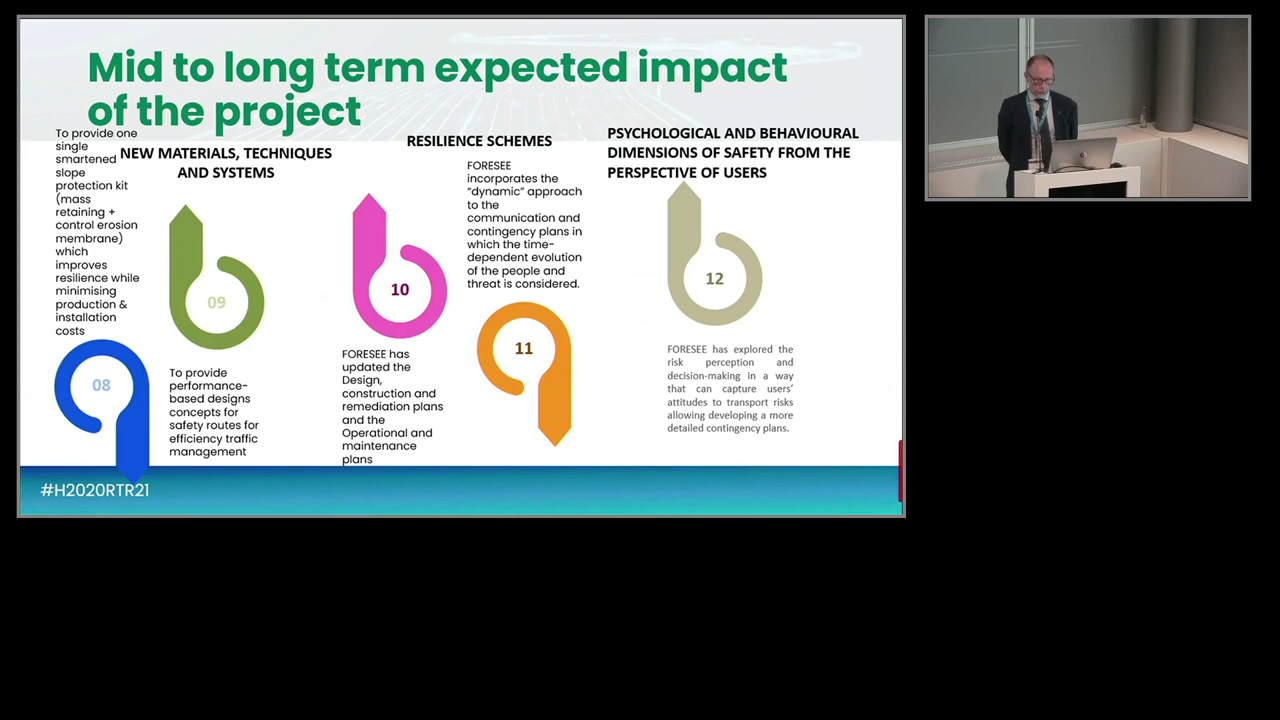 Mid to long term expected impact
of the project
To provide one
single
smartened
slope
protection kit
(mass
retaining +
control erosion
membrane)
which
improves
resilience while
minimising
production &
installation
costs
08
NEW MATERIALS, TECHNIQUES
AND SYSTEMS
09
To provide
performance-
based designs
concepts for
safety routes for
efficiency traffic
management
RESILIENCE SCHEMES
10
FORESEE has
updated the
Design,
construction and
remediation plans
and the
Operational and
maintenance
plans
FORESEE
incorporates the
“dynamic” approach
to the
communication and
contingency plans in
which the time-
dependent evolution
of the people and
threat is considered.
11
PSYCHOLOGICAL AND BEHAVIOURAL
DIMENSIONS OF SAFETY FROM THE
PERSPECTIVE OF USERS
12
FORESEE has explored the
risk perception and
decision-making in a way
that can capture users’
attitudes to transport risks
allowing developing a more
detailed contingency plans.
#H2020RTR21